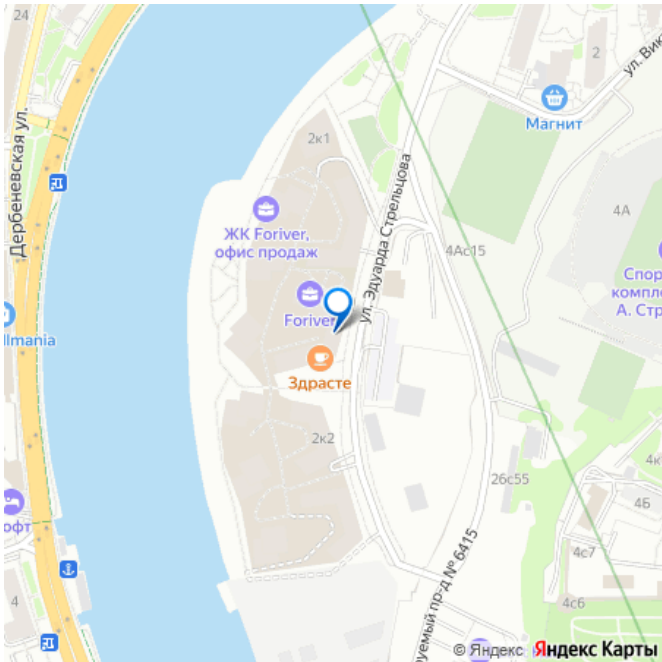 24
Дербеневская ул.
2
ул. Вик
Магнит
2к1
ул. Эдуарда Стрельцова
4А
ЖК Foriver,
офис продаж
4Ас15
Спор
компле
А. Стр
Foriver
llmania
Здрасте
2к2
26с55
4к
4Б
офт
4с7
4с6
4
руемый пр-д № 6415
© Яндекс Яндекс Карты